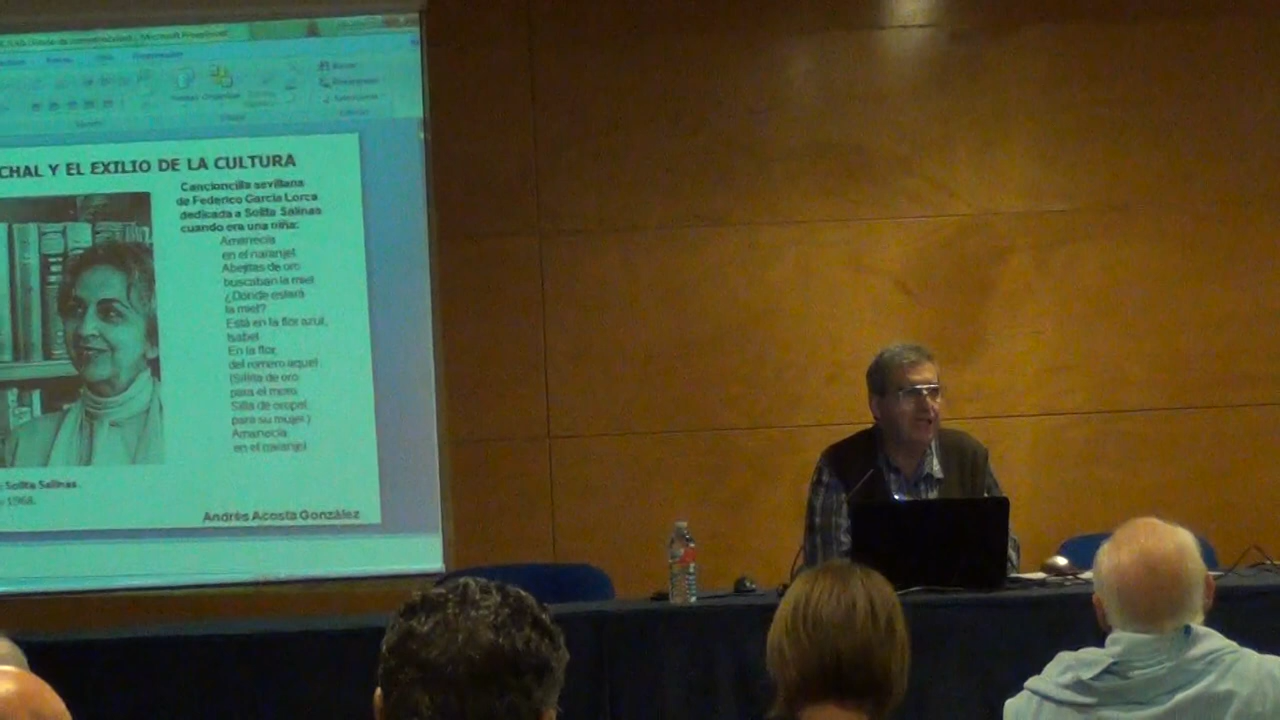 Microsoft PowerPoint
CHAL Y EL EXILIO DE LA CULTURA
Cancioncilla sevillana
de Federico García Lorca
dedicada a Solita Salinas
cuando era una niña:
Amanecía
en el naranjel.
Abejitas de oro
buscaban la miel.
¿Dónde estará
la miel?
Está en la flor azul,
Isabel.
En la flor,
del romero aquel.
(Sillita de oro
para el moro.
Silla de oropel
para su mujer.)
Amanecía
en el naranjel.
Solita Salinas.
1968.
Andrés Acosta González